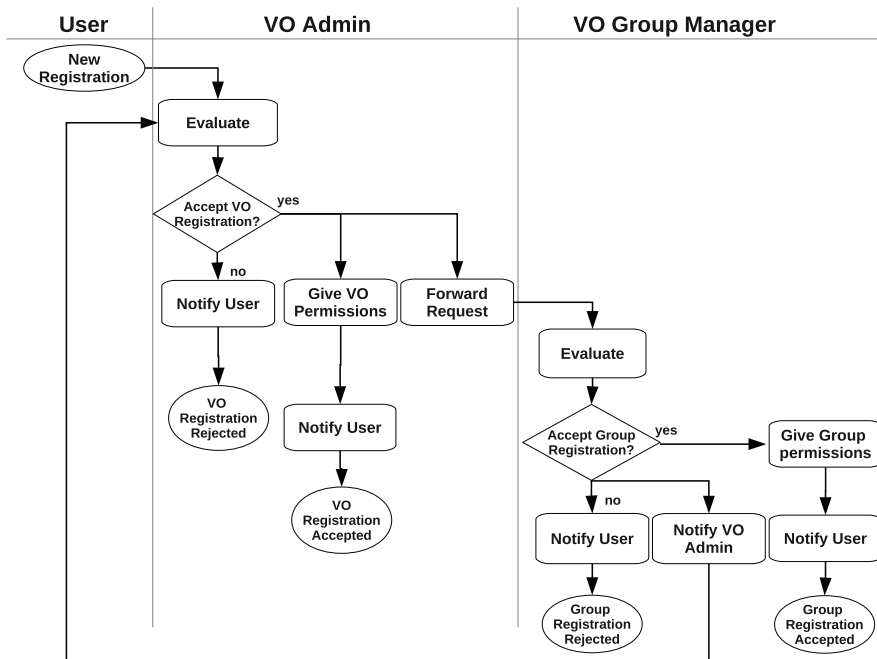 User
VO Admin
VO Group Manager
New
Registration
Evaluate
Accept VO
Registration?
yes
no
Notify User
Give VO
Permissions
Forward
Request
Evaluate
VO
Registration
Rejected
Notify User
Accept Group
Registration?
yes
Give Group
permissions
VO
Registration
Accepted
no
Notify User
Notify VO
Admin
Notify User
Group
Registration
Rejected
Group
Registration
Accepted